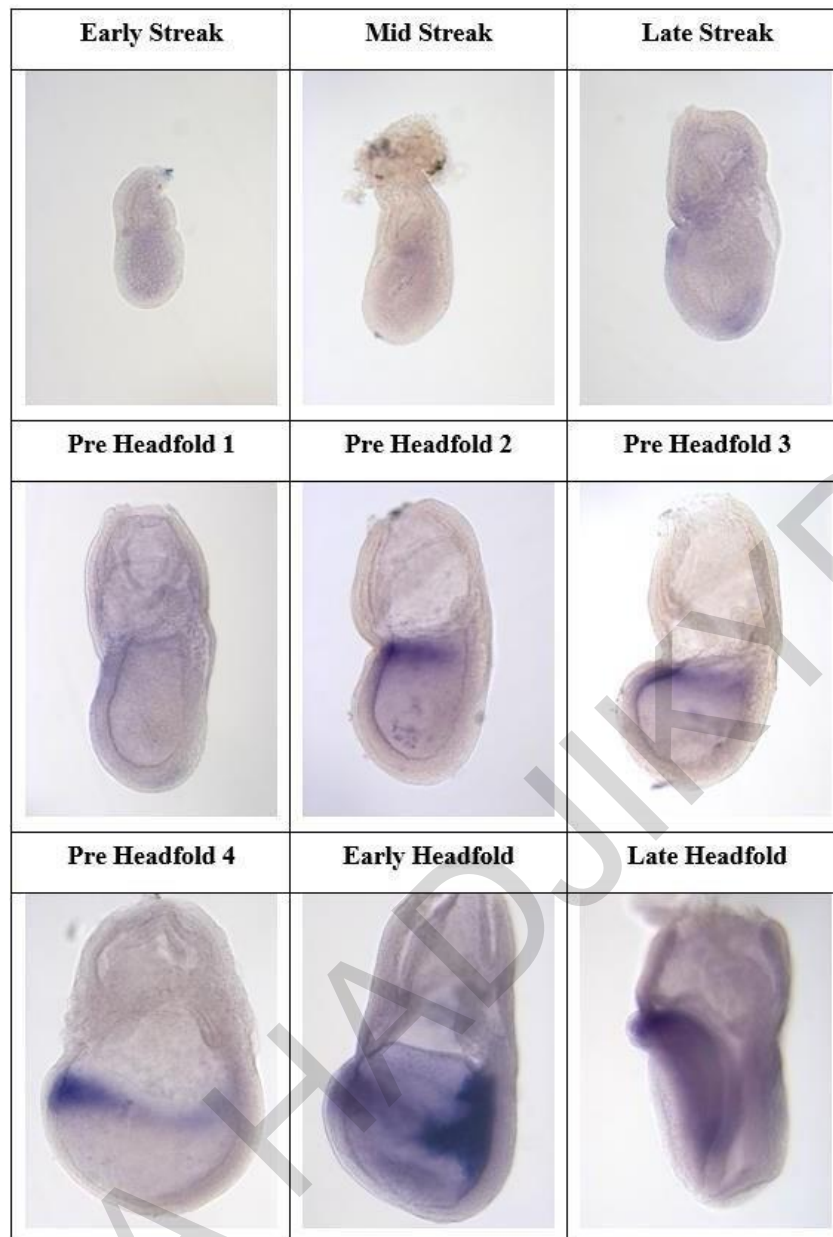 Early Streak
Mid Streak
Late Streak
Pre Headfold 1
Pre Headfold 2
Pre Headfold 3
Pre Headfold 4
Early Headfold
Late Headfold